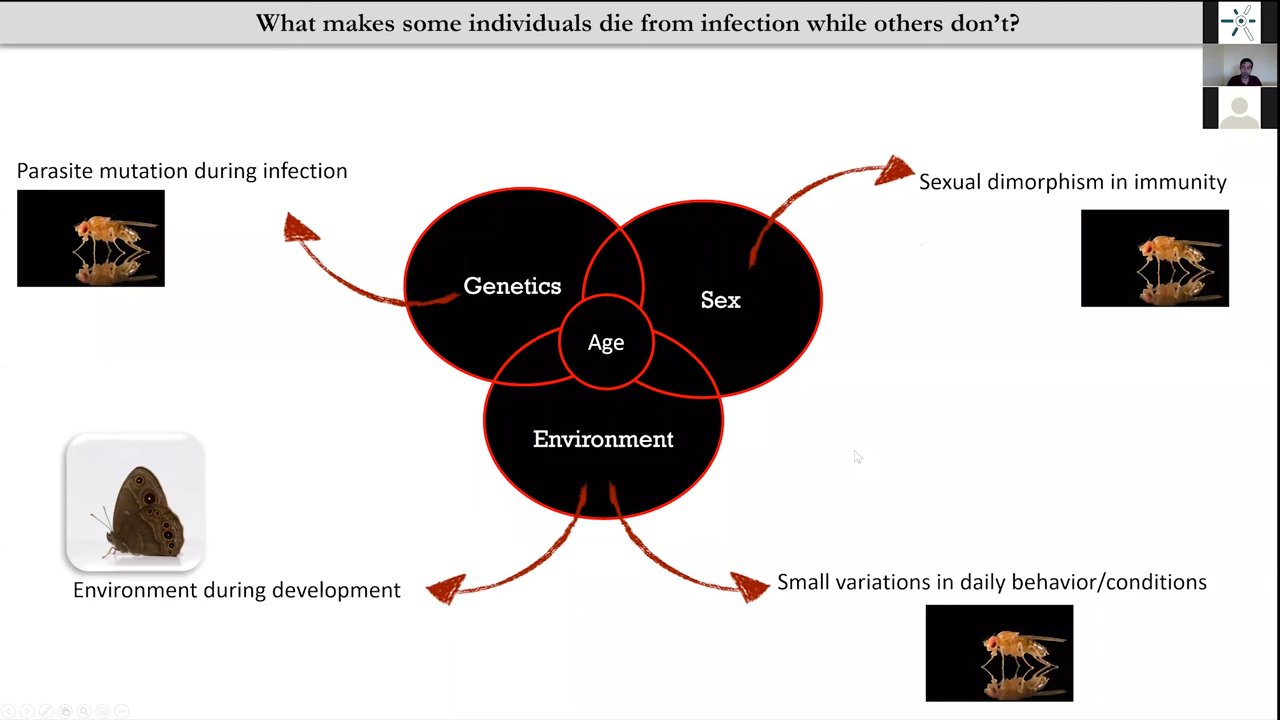 What makes some individuals die from infection while others don't?
Parasite mutation during infection
Sexual dimorphism in immunity
Genetics
Sex
Age
Environment
Environment during development
Small variations in daily behavior/conditions